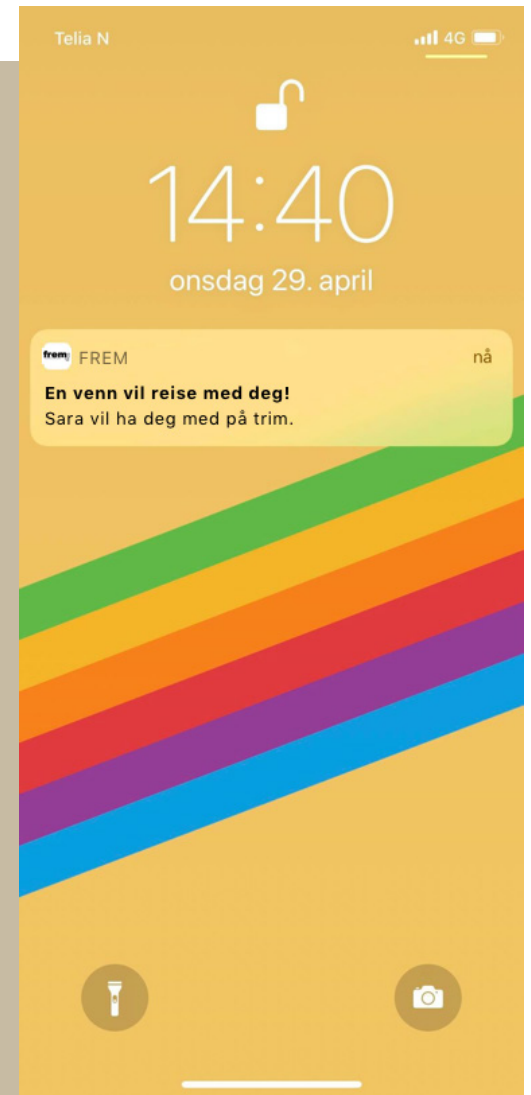 Telia N 4G
14:40
onsdag 29. april
frem FREM nå
En venn vil reise med deg!
Sara vil ha deg med på trim.